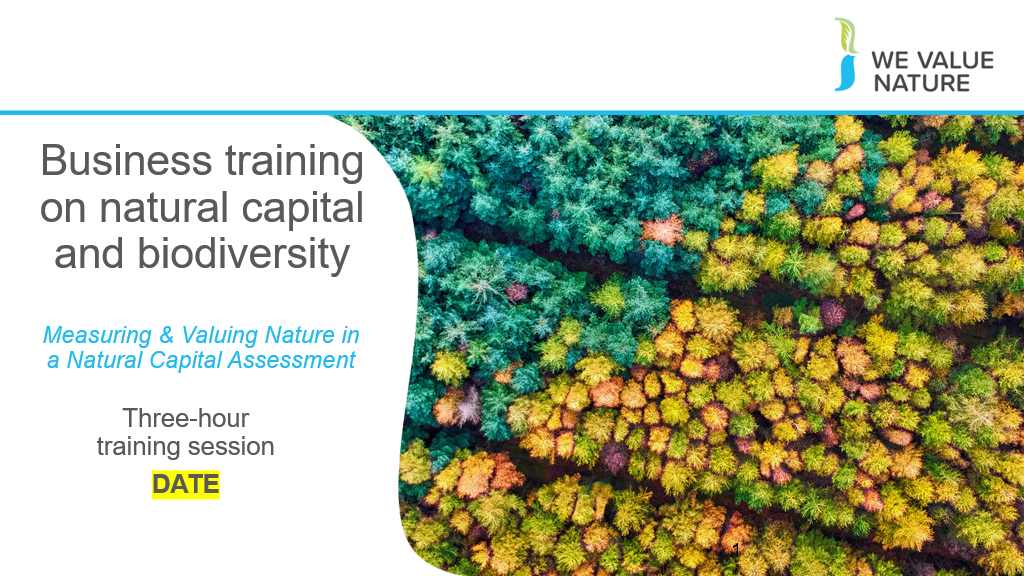 WE VALUE
NATURE
Business training
on natural capital
and biodiversity
Measuring & Valuing Nature in
a Natural Capital Assessment
Three-hour
training session
DATE
1